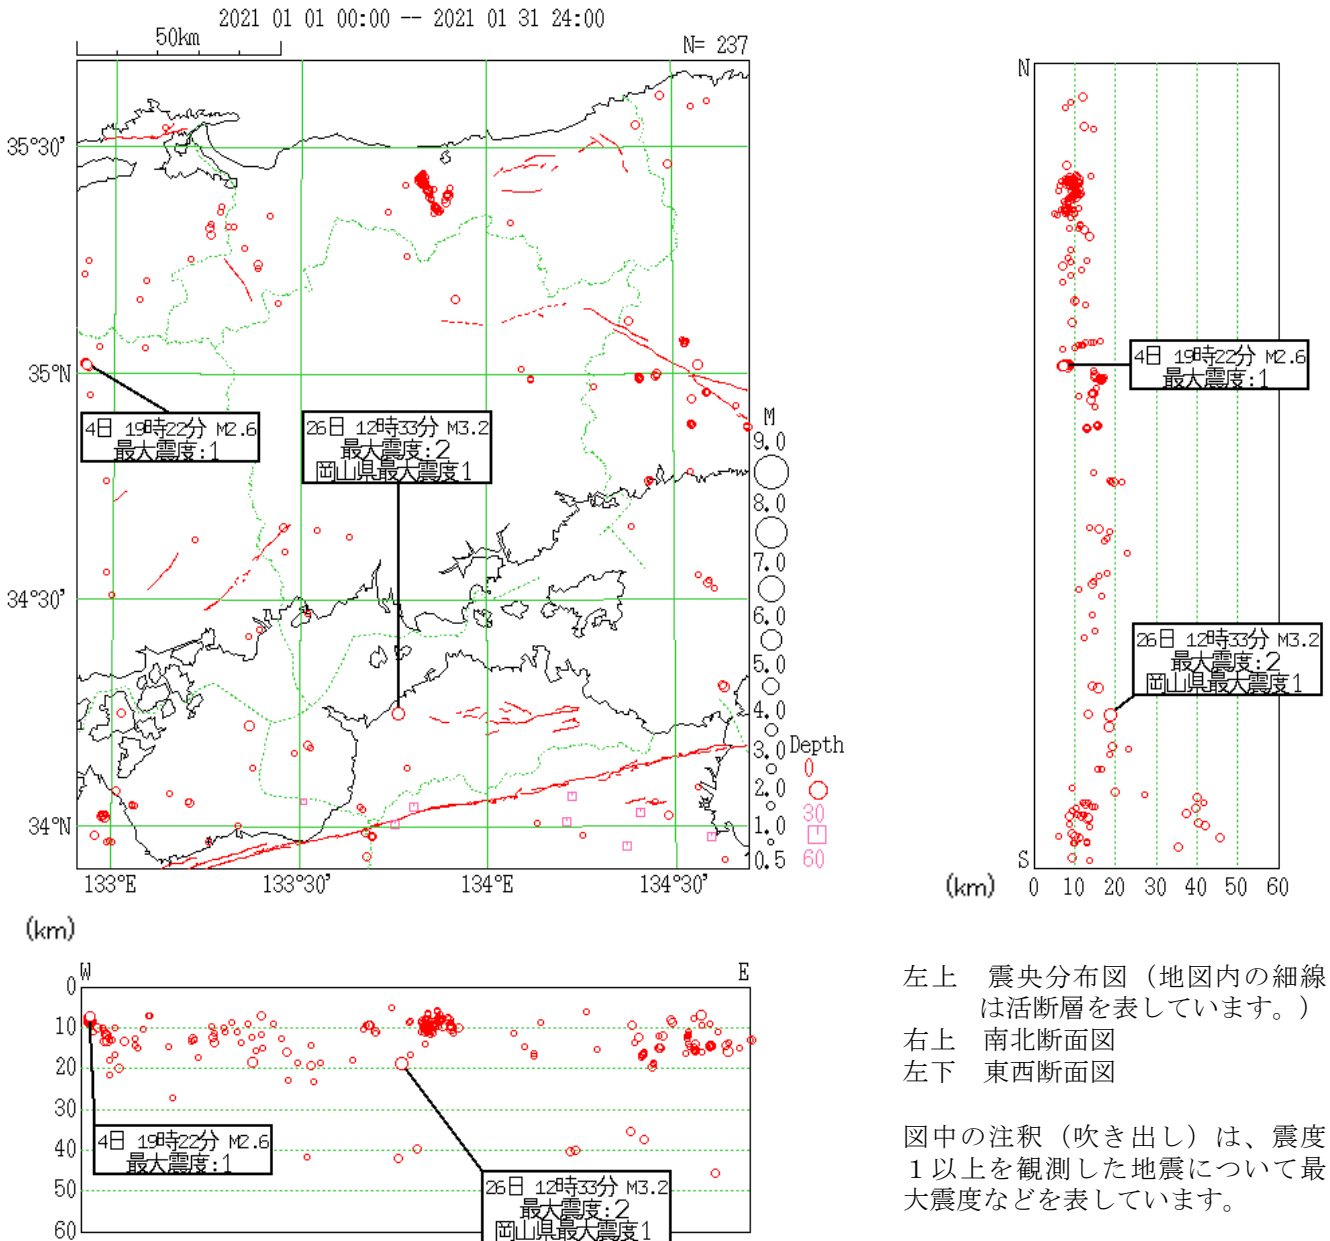 2021 01 01 00:00 -- 2021 01 31 24:00
50km
N= 237
35°30’
35°N
34°30’
34°N
133°E
133°30’
134°E
134°30’
4日 19時22分 M2.6
最大震度:1
26日 12時33分 M3.2
最大震度:2
岡山県最大震度1
M
9.0
8.0
7.0
6.0
5.0
4.0
3.0
2.0
1.0
0.5
Depth
0
30
60
N
S
4日 19時22分 M2.6
最大震度:1
26日 12時33分 M3.2
最大震度:2
岡山県最大震度1
(km)
0 10 20 30 40 50 60
(km)
W
E
0
10
20
30
40
50
60
4日 19時22分 M2.6
最大震度:1
26日 12時33分 M3.2
最大震度:2
岡山県最大震度1
左上 震央分布図（地図内の細線
は活断層を表しています。）
右上 南北断面図
左下 東西断面図
図中の注釈（吹き出し）は、震度
１以上を観測した地震について最
大震度などを表しています。